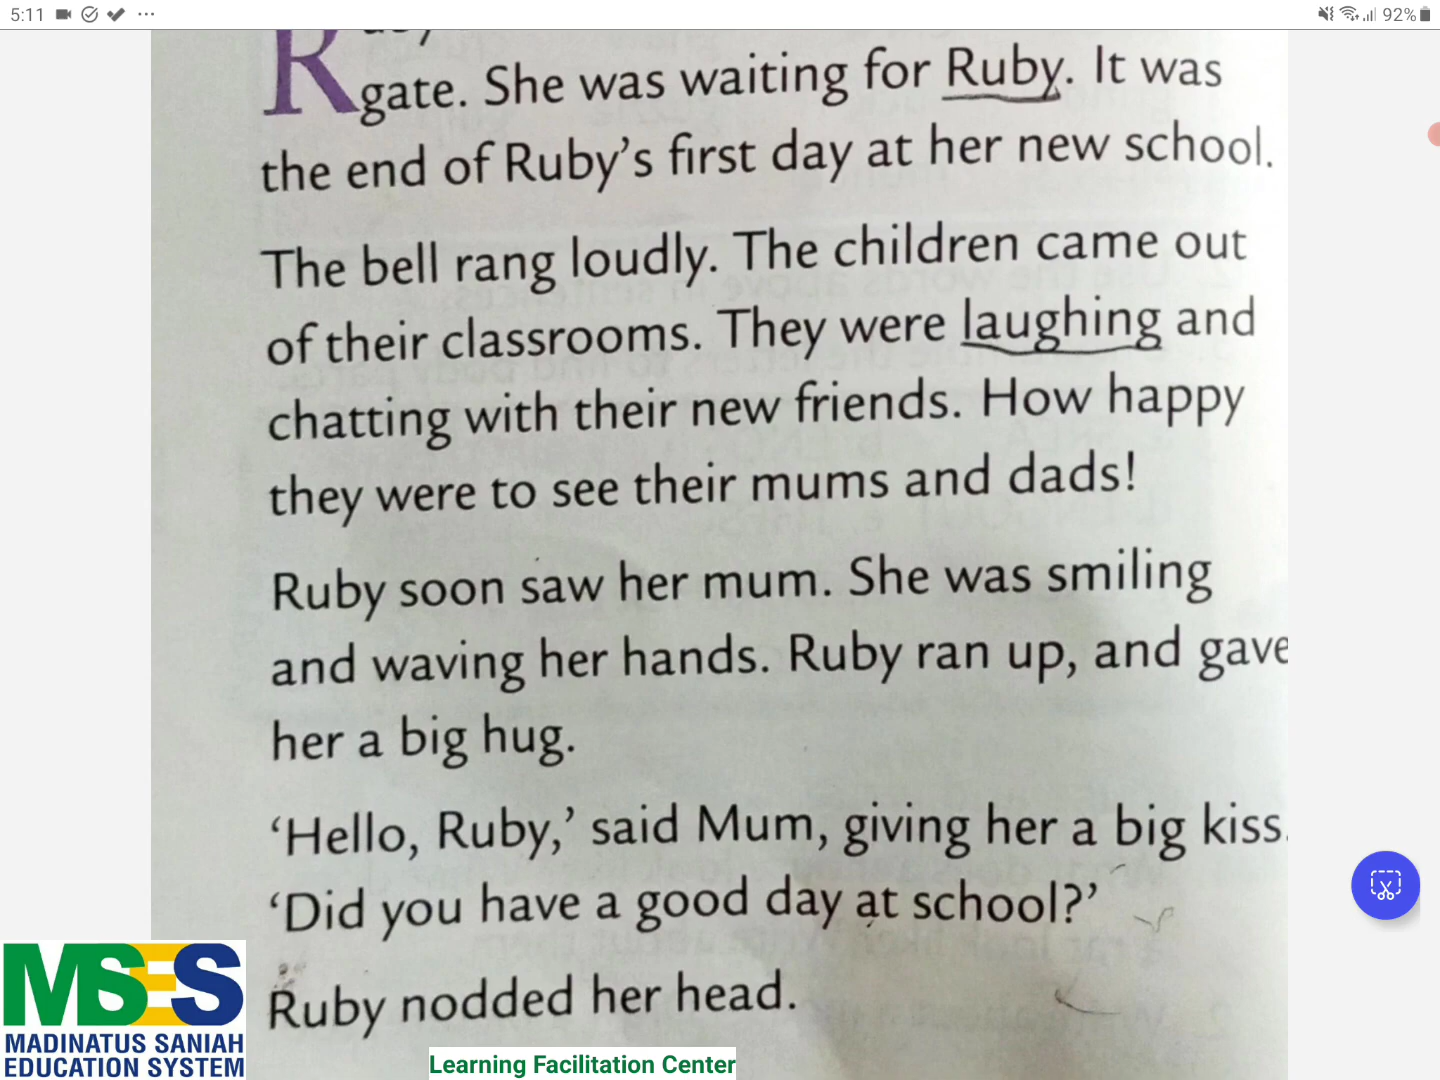 5:11
92%
R
gate. She was waiting for Ruby. It was
the end of Ruby’s first day at her new school.
The bell rang loudly. The children came out
of their classrooms. They were laughing and
chatting with their new friends. How happy
they were to see their mums and dads!
Ruby soon saw her mum. She was smiling
and waving her hands. Ruby ran up, and gave
her a big hug.
‘Hello, Ruby,’ said Mum, giving her a big kiss.
‘Did you have a good day at school?’
Ruby nodded her head.
MSES
MADINATUS SANIAH
EDUCATION SYSTEM
Learning Facilitation Center